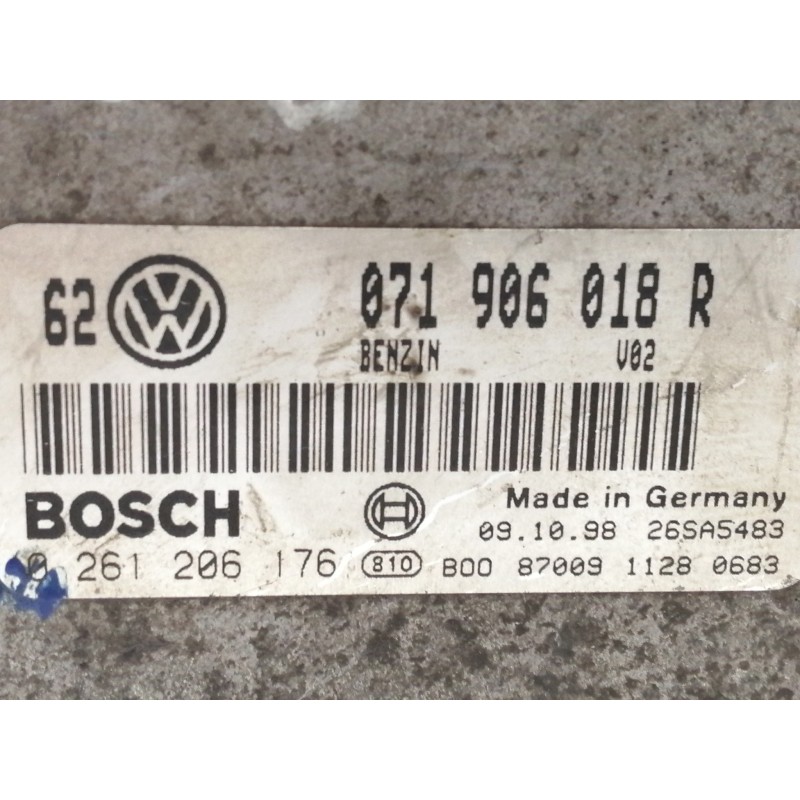 62 VW 071 906 018 R
BENZIN V02
BOSCH Made in Germany
09.10.98 26SA5483
0 261 206 176 810 B00 87009 1128 0683